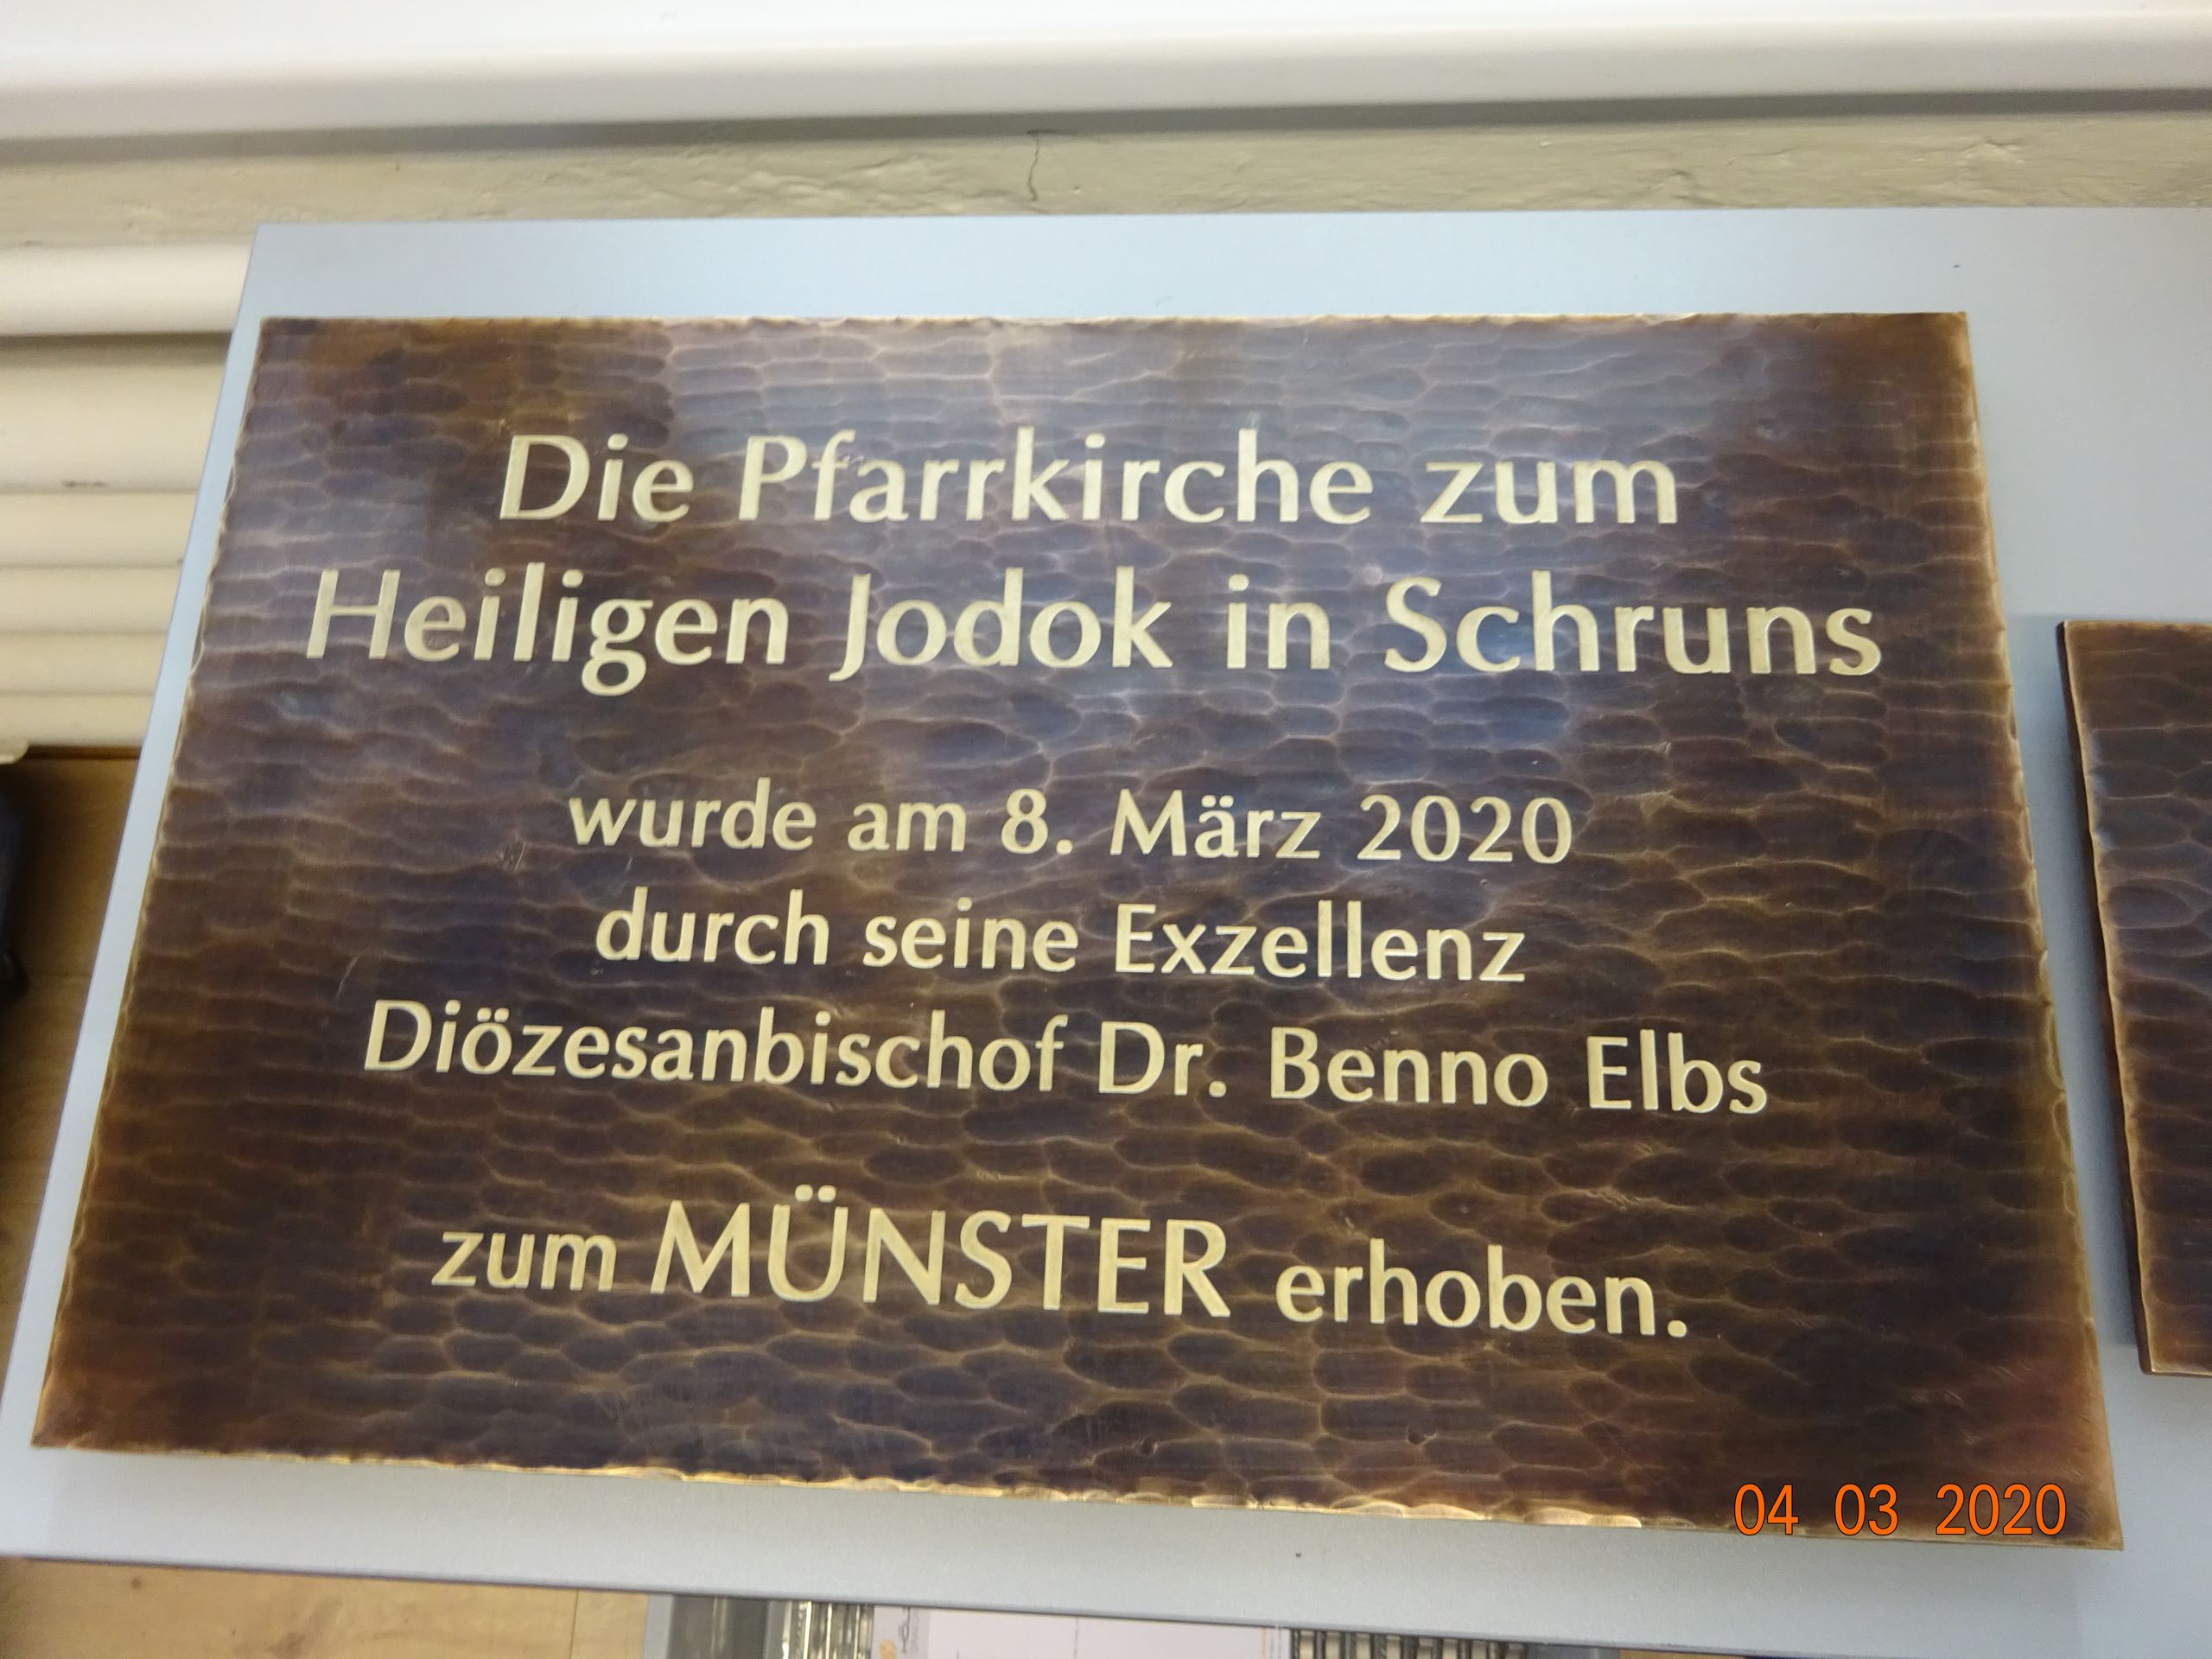 Die Pfarrkirche zum
Heiligen Jodok in Schruns
wurde am 8. März 2020
durch seine Exzellenz
Diözesanbischof Dr. Benno Elbs
zum MÜNSTER erhoben.
04 03 2020